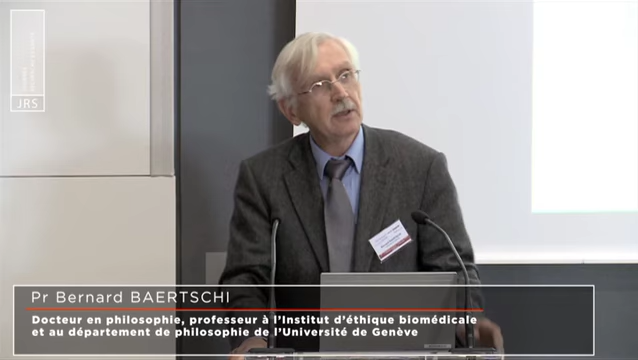 JRS
Pr Bernard BAERTSCHI
Docteur en philosophie, professeur à l'Institut d'éthique biomédicale
et au département de philosophie de l'Université de Genève